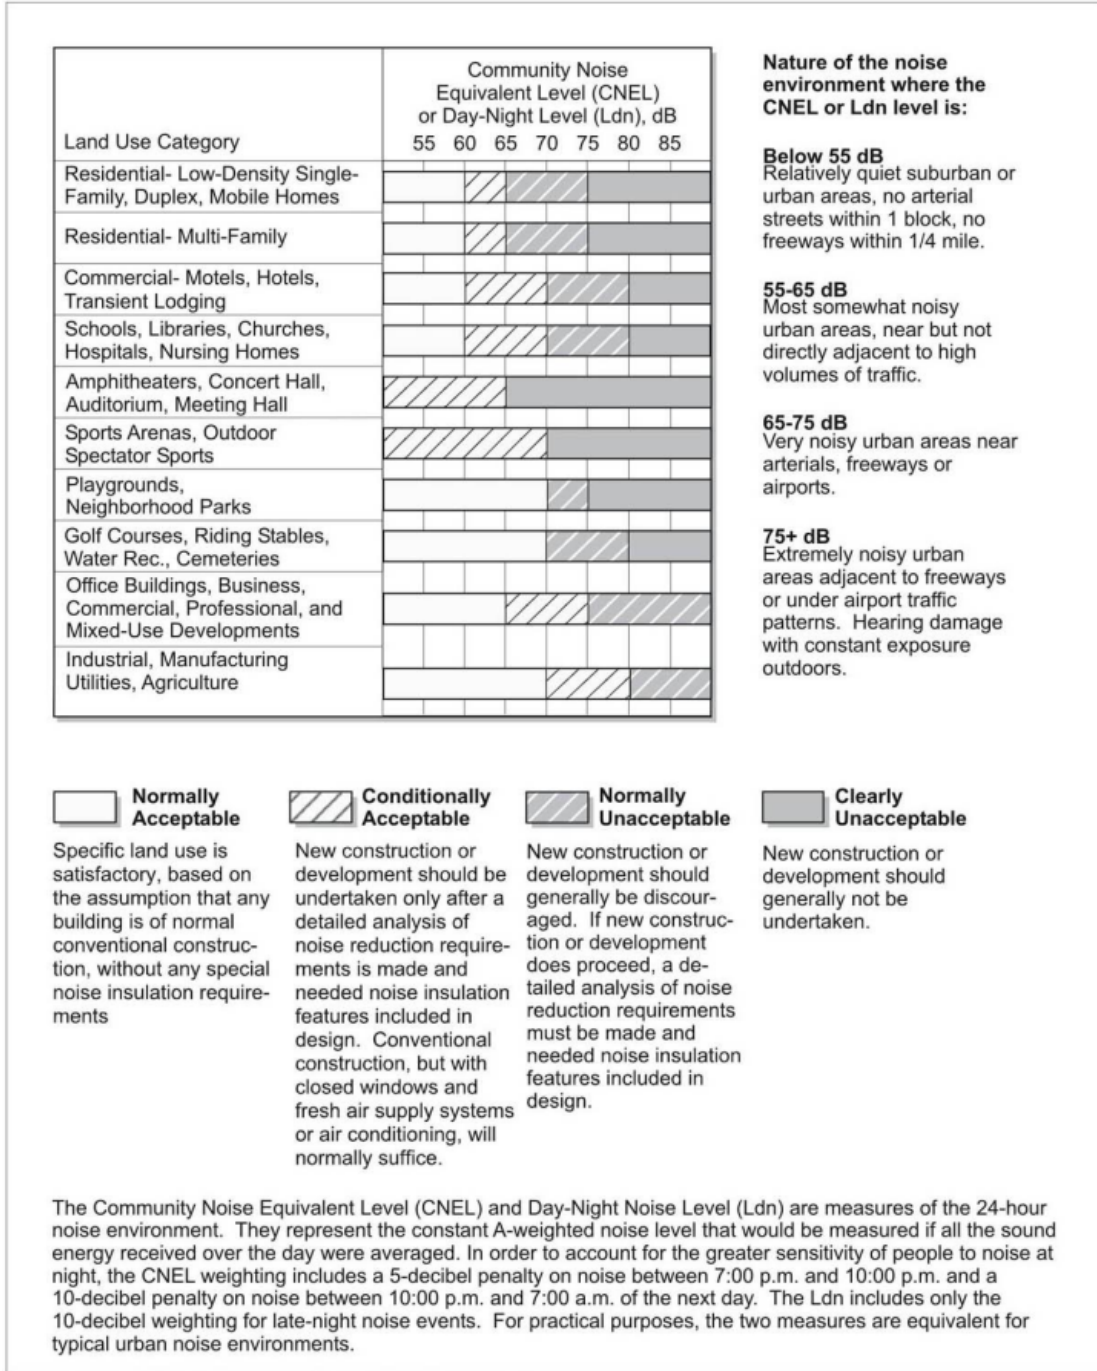 Community Noise
Equivalent Level (CNEL)
or Day-Night Level (Ldn), dB
Land Use Category
55 60 65 70 75 80 85
Residential- Low-Density Single-
Family, Duplex, Mobile Homes
Residential- Multi-Family
Commercial- Motels, Hotels,
Transient Lodging
Schools, Libraries, Churches,
Hospitals, Nursing Homes
Amphitheaters, Concert Hall,
Auditorium, Meeting Hall
Sports Arenas, Outdoor
Spectator Sports
Playgrounds,
Neighborhood Parks
Golf Courses, Riding Stables,
Water Rec., Cemeteries
Office Buildings, Business,
Commercial, Professional, and
Mixed-Use Developments
Industrial, Manufacturing
Utilities, Agriculture
Nature of the noise
environment where the
CNEL or Ldn level is:
Below 55 dB
Relatively quiet suburban or
urban areas, no arterial
streets within 1 block, no
freeways within 1/4 mile.
55-65 dB
Most somewhat noisy
urban areas, near but not
directly adjacent to high
volumes of traffic.
65-75 dB
Very noisy urban areas near
arterials, freeways or
airports.
75+ dB
Extremely noisy urban
areas adjacent to freeways
or under airport traffic
patterns. Hearing damage
with constant exposure
outdoors.
Normally
Acceptable
Specific land use is
satisfactory, based on
the assumption that any
building is of normal
conventional construc-
tion, without any special
noise insulation require-
ments
Conditionally
Acceptable
New construction or
development should be
undertaken only after a
detailed analysis of
noise reduction require-
ments is made and
needed noise insulation
features included in
design. Conventional
construction, but with
closed windows and
fresh air supply systems
or air conditioning, will
normally suffice.
Normally
Unacceptable
New construction or
development should
generally be discour-
aged. If new construc-
tion or development
does proceed, a de-
tailed analysis of noise
reduction requirements
must be made and
needed noise insulation
features included in
design.
Clearly
Unacceptable
New construction or
development should
generally not be
undertaken.
The Community Noise Equivalent Level (CNEL) and Day-Night Noise Level (Ldn) are measures of the 24-hour
noise environment. They represent the constant A-weighted noise level that would be measured if all the sound
energy received over the day were averaged. In order to account for the greater sensitivity of people to noise at
night, the CNEL weighting includes a 5-decibel penalty on noise between 7:00 p.m. and 10:00 p.m. and a
10-decibel penalty on noise between 10:00 p.m. and 7:00 a.m. of the next day. The Ldn includes only the
10-decibel weighting for late-night noise events. For practical purposes, the two measures are equivalent for
typical urban noise environments.